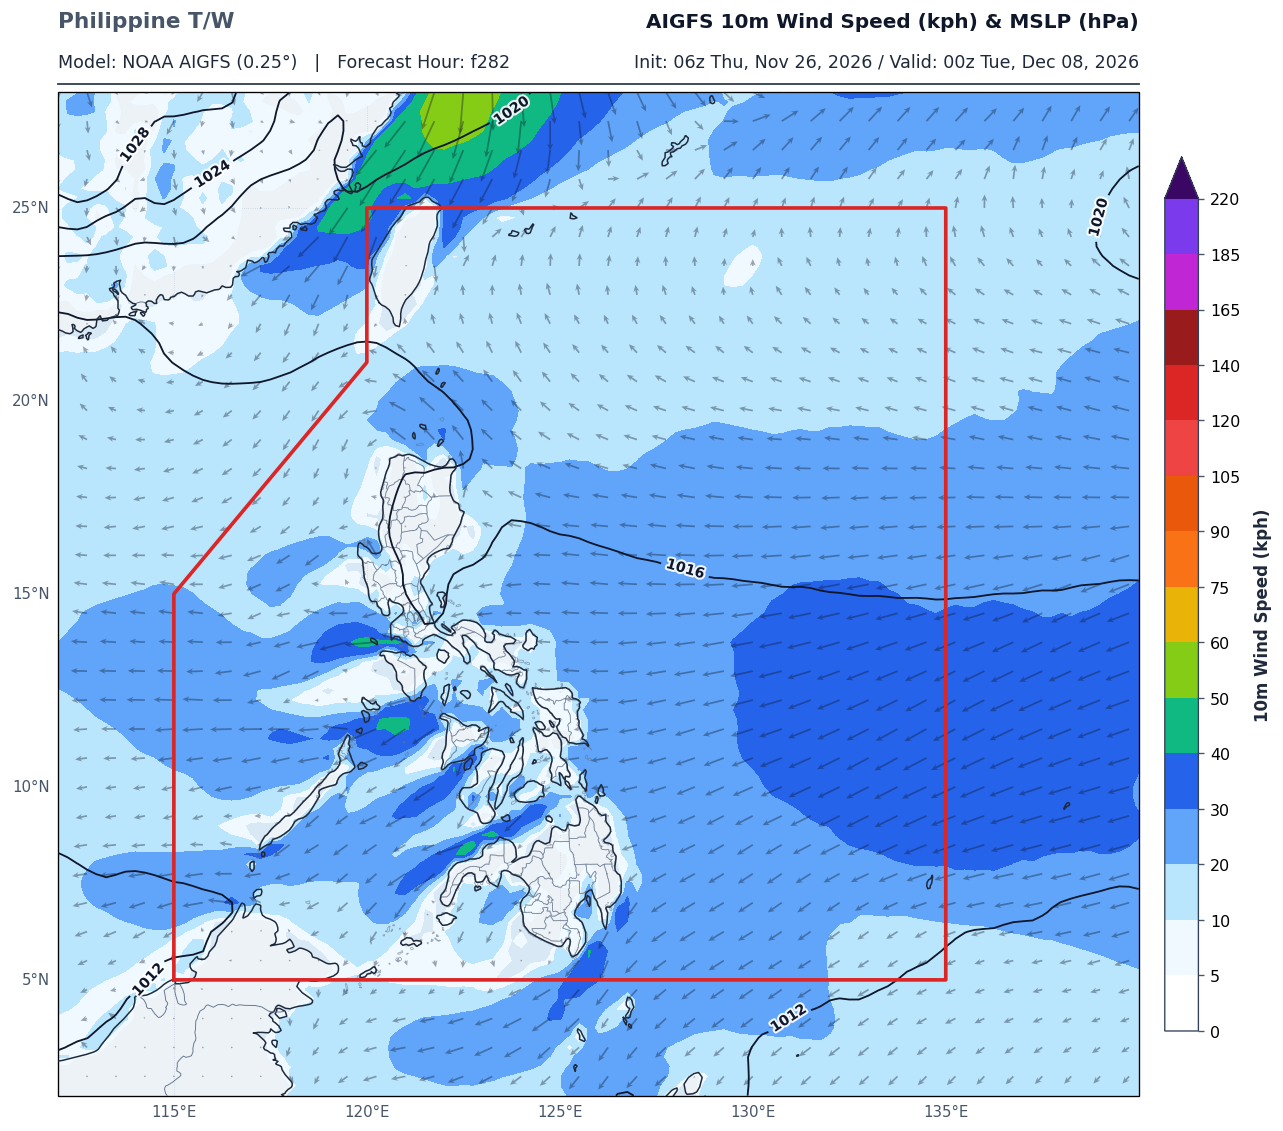 Philippine T/W
AIGFS 10m Wind Speed (kph) & MSLP (hPa)
Model: NOAA AIGFS (0.25°) | Forecast Hour: f282
Init: 06z Thu, Nov 26, 2026 / Valid: 00z Tue, Dec 08, 2026
1028
1024
1020
1020
1016
1012
1012
25°N
20°N
15°N
10°N
5°N
115°E
120°E
125°E
130°E
135°E
220
185
165
140
120
105
90
75
60
50
40
30
20
10
5
0
10m Wind Speed (kph)